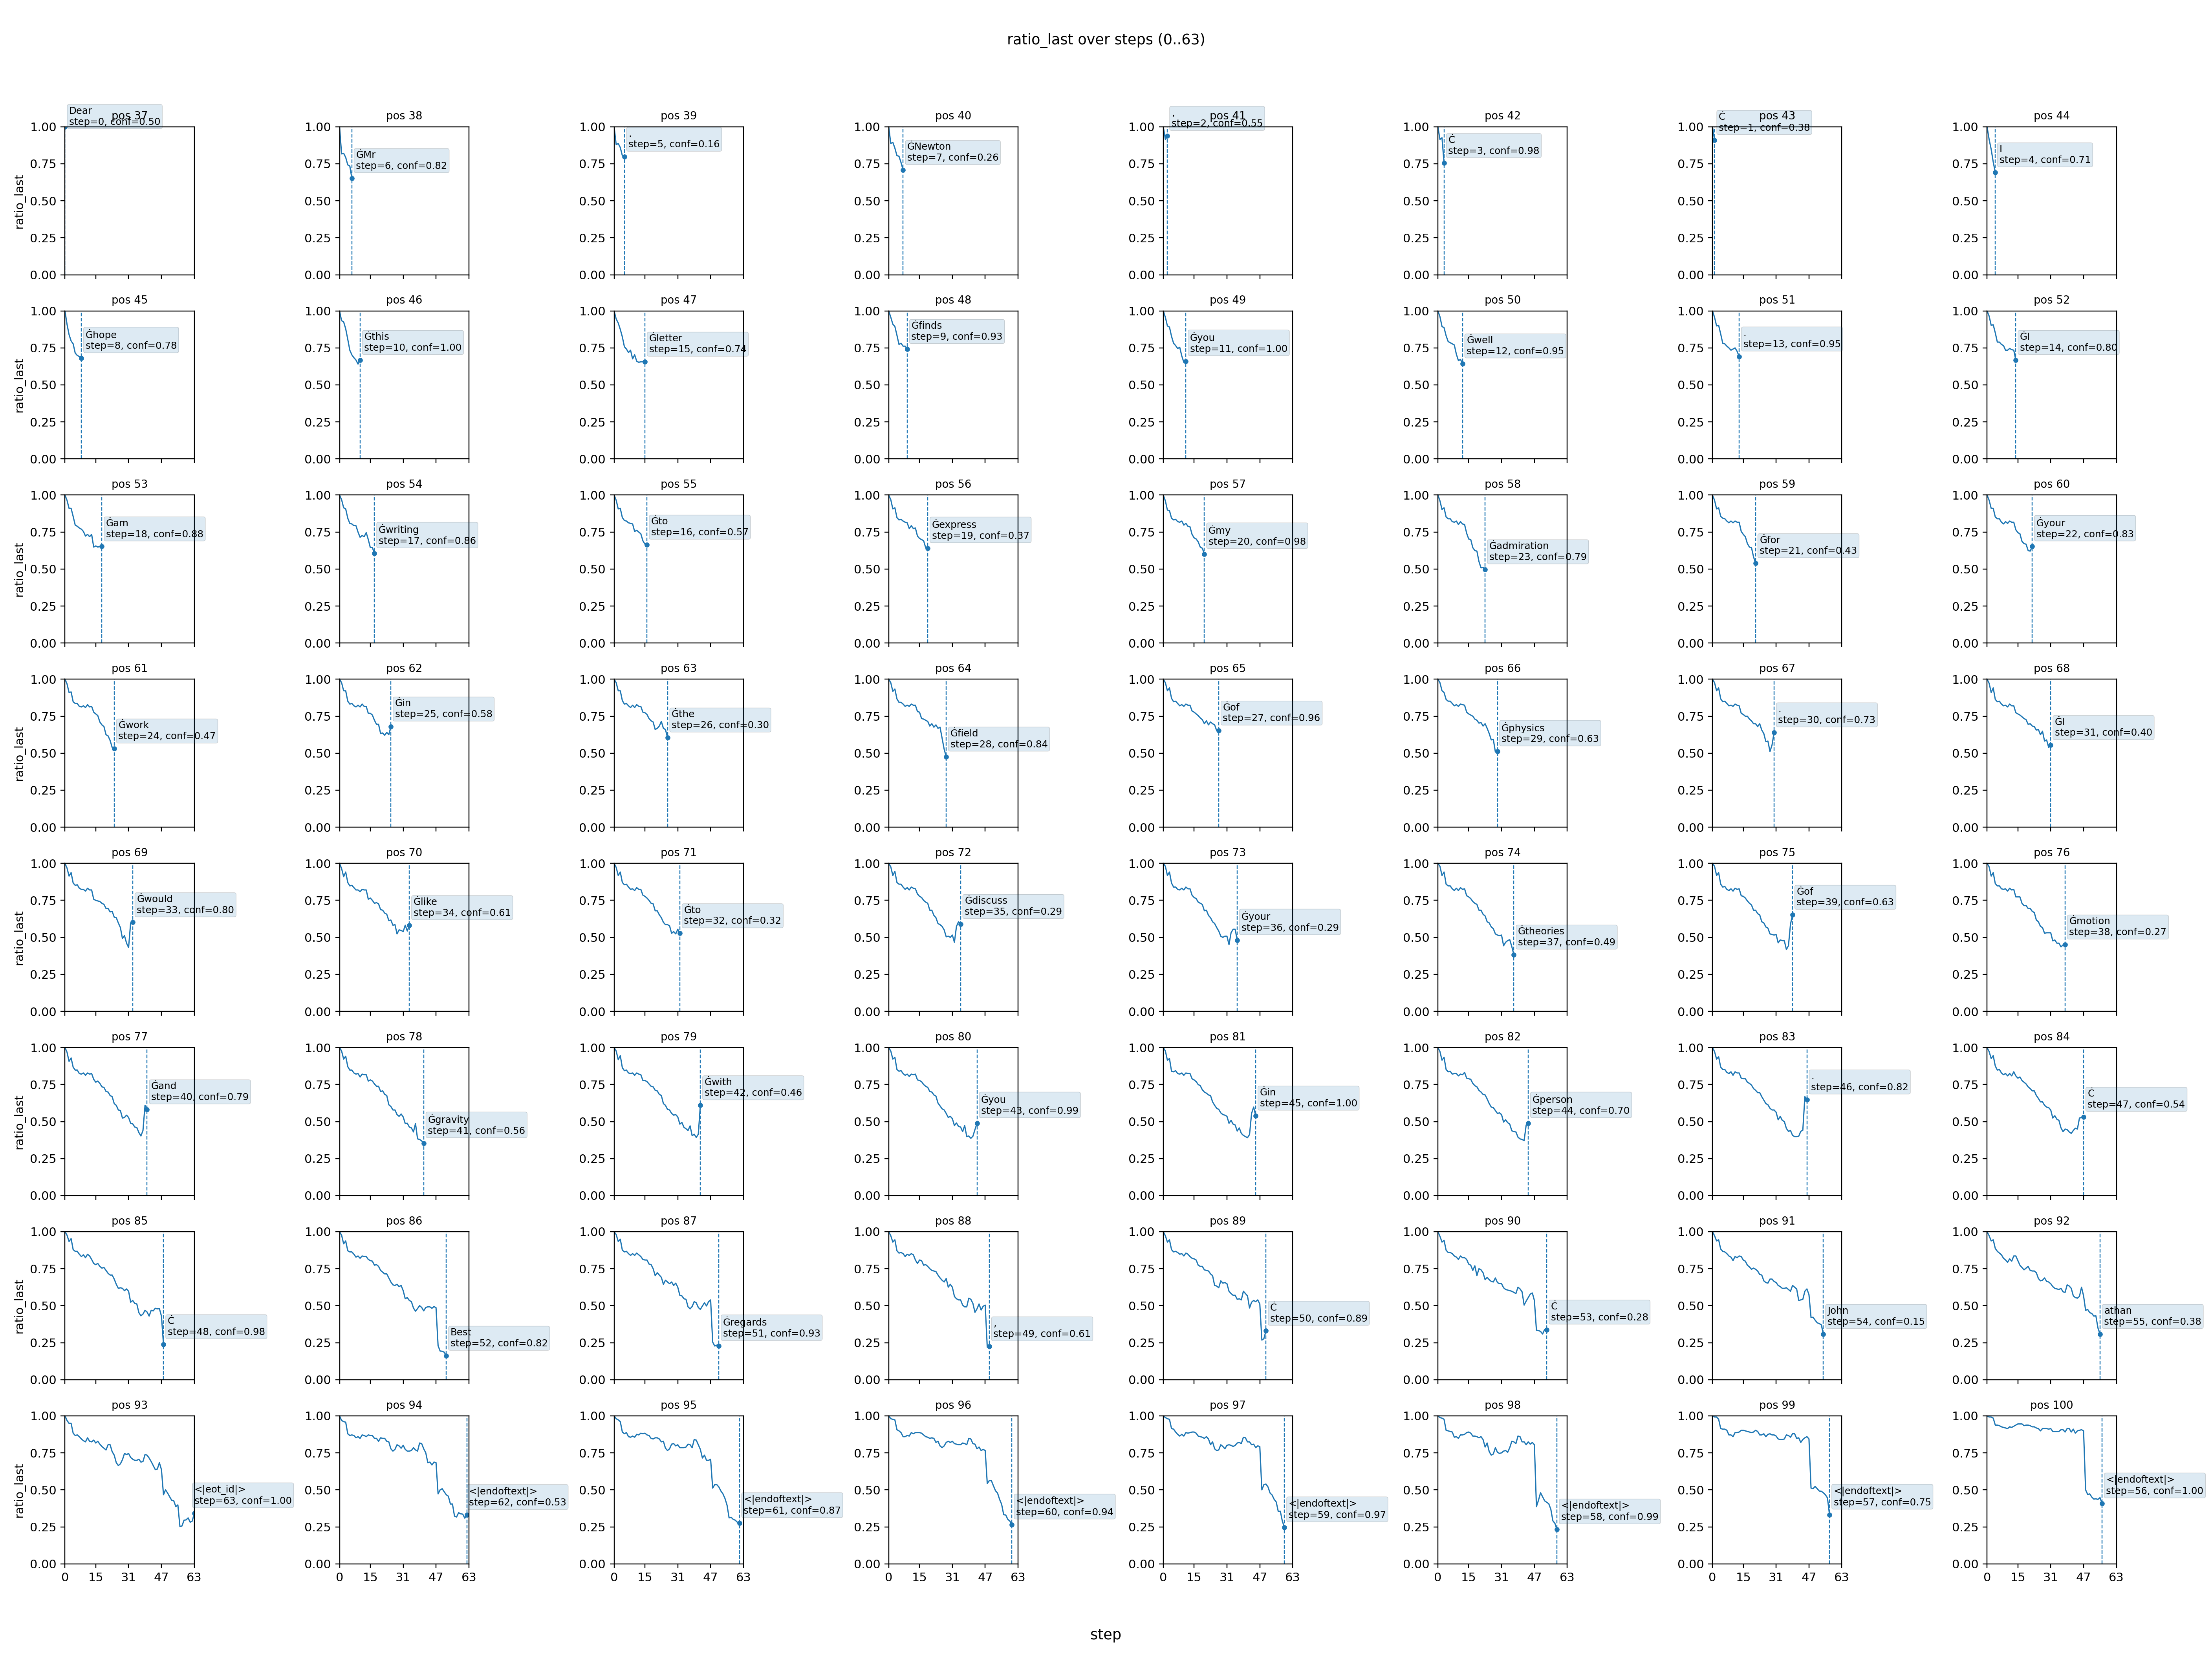 ratio_last over steps (0..63)
pos 37
Dear
step=0, conf=0.50
pos 38
ĠMr
step=6, conf=0.82
pos 39
.
step=5, conf=0.16
pos 40
ĠNewton
step=7, conf=0.26
pos 41
,
step=2, conf=0.55
pos 42
Ċ
step=3, conf=0.98
pos 43
Ċ
step=1, conf=0.38
pos 44
I
step=4, conf=0.71
1.00 0.75 0.50 0.25 0.00
ratio_last
pos 45
Ġhope
step=8, conf=0.78
pos 46
Ġthis
step=10, conf=1.00
pos 47
Ġletter
step=15, conf=0.74
pos 48
Ġfinds
step=9, conf=0.93
pos 49
Ġyou
step=11, conf=1.00
pos 50
Ġwell
step=12, conf=0.95
pos 51
.
step=13, conf=0.95
pos 52
ĠI
step=14, conf=0.80
ratio_last
pos 53
Ġam
step=18, conf=0.88
pos 54
Ġwriting
step=17, conf=0.86
pos 55
Ġto
step=16, conf=0.57
pos 56
Ġexpress
step=19, conf=0.37
pos 57
Ġmy
step=20, conf=0.98
pos 58
Ġadmiration
step=23, conf=0.79
pos 59
Ġfor
step=21, conf=0.43
pos 60
Ġyour
step=22, conf=0.83
ratio_last
pos 61
Ġwork
step=24, conf=0.47
pos 62
Ġin
step=25, conf=0.58
pos 63
Ġthe
step=26, conf=0.30
pos 64
Ġfield
step=28, conf=0.84
pos 65
Ġof
step=27, conf=0.96
pos 66
Ġphysics
step=29, conf=0.63
pos 67
.
step=30, conf=0.73
pos 68
ĠI
step=31, conf=0.40
ratio_last
pos 69
Ġwould
step=33, conf=0.80
pos 70
Ġlike
step=34, conf=0.61
pos 71
Ġto
step=32, conf=0.32
pos 72
Ġdiscuss
step=35, conf=0.29
pos 73
Ġyour
step=36, conf=0.29
pos 74
Ġtheories
step=37, conf=0.49
pos 75
Ġof
step=39, conf=0.63
pos 76
Ġmotion
step=38, conf=0.27
ratio_last
pos 77
Ġand
step=40, conf=0.79
pos 78
Ġgravity
step=41, conf=0.56
pos 79
Ġwith
step=42, conf=0.46
pos 80
Ġyou
step=43, conf=0.99
pos 81
Ġin
step=45, conf=1.00
pos 82
Ġperson
step=44, conf=0.70
pos 83
.
step=46, conf=0.82
pos 84
Ċ
step=47, conf=0.54
ratio_last
pos 85
Ċ
step=48, conf=0.98
pos 86
Best
step=52, conf=0.82
pos 87
Ġregards
step=51, conf=0.93
pos 88
,
step=49, conf=0.61
pos 89
Ċ
step=50, conf=0.89
pos 90
Ċ
step=53, conf=0.28
pos 91
John
step=54, conf=0.15
pos 92
athan
step=55, conf=0.38
ratio_last
pos 93
<|eot_id|>
step=63, conf=1.00
pos 94
<|endoftext|>
step=62, conf=0.53
pos 95
<|endoftext|>
step=61, conf=0.87
pos 96
<|endoftext|>
step=60, conf=0.94
pos 97
<|endoftext|>
step=59, conf=0.97
pos 98
<|endoftext|>
step=58, conf=0.99
pos 99
<|endoftext|>
step=57, conf=0.75
pos 100
<|endoftext|>
step=56, conf=1.00
ratio_last
0 15 31 47 63
step